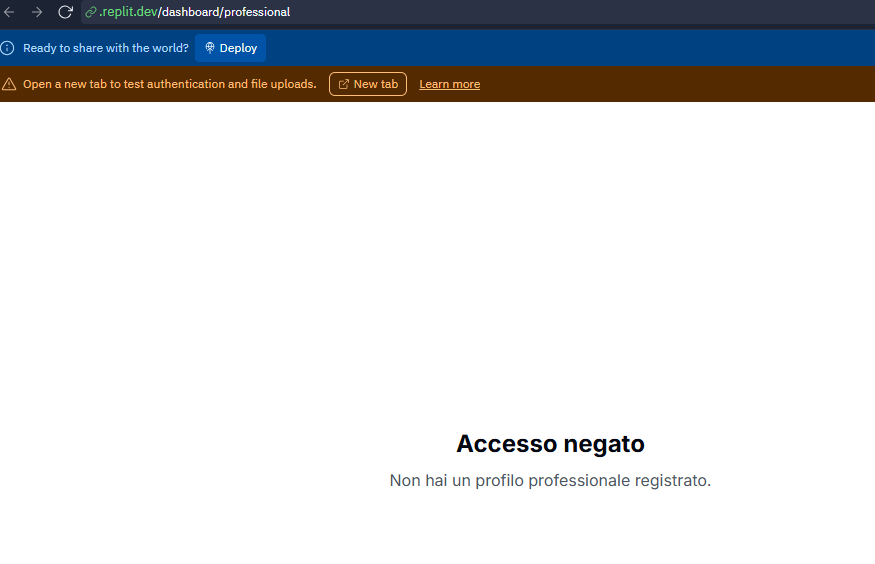 .replit.dev/dashboard/professional
Ready to share with the world? Deploy
Open a new tab to test authentication and file uploads. New tab Learn more
Accesso negato
Non hai un profilo professionale registrato.